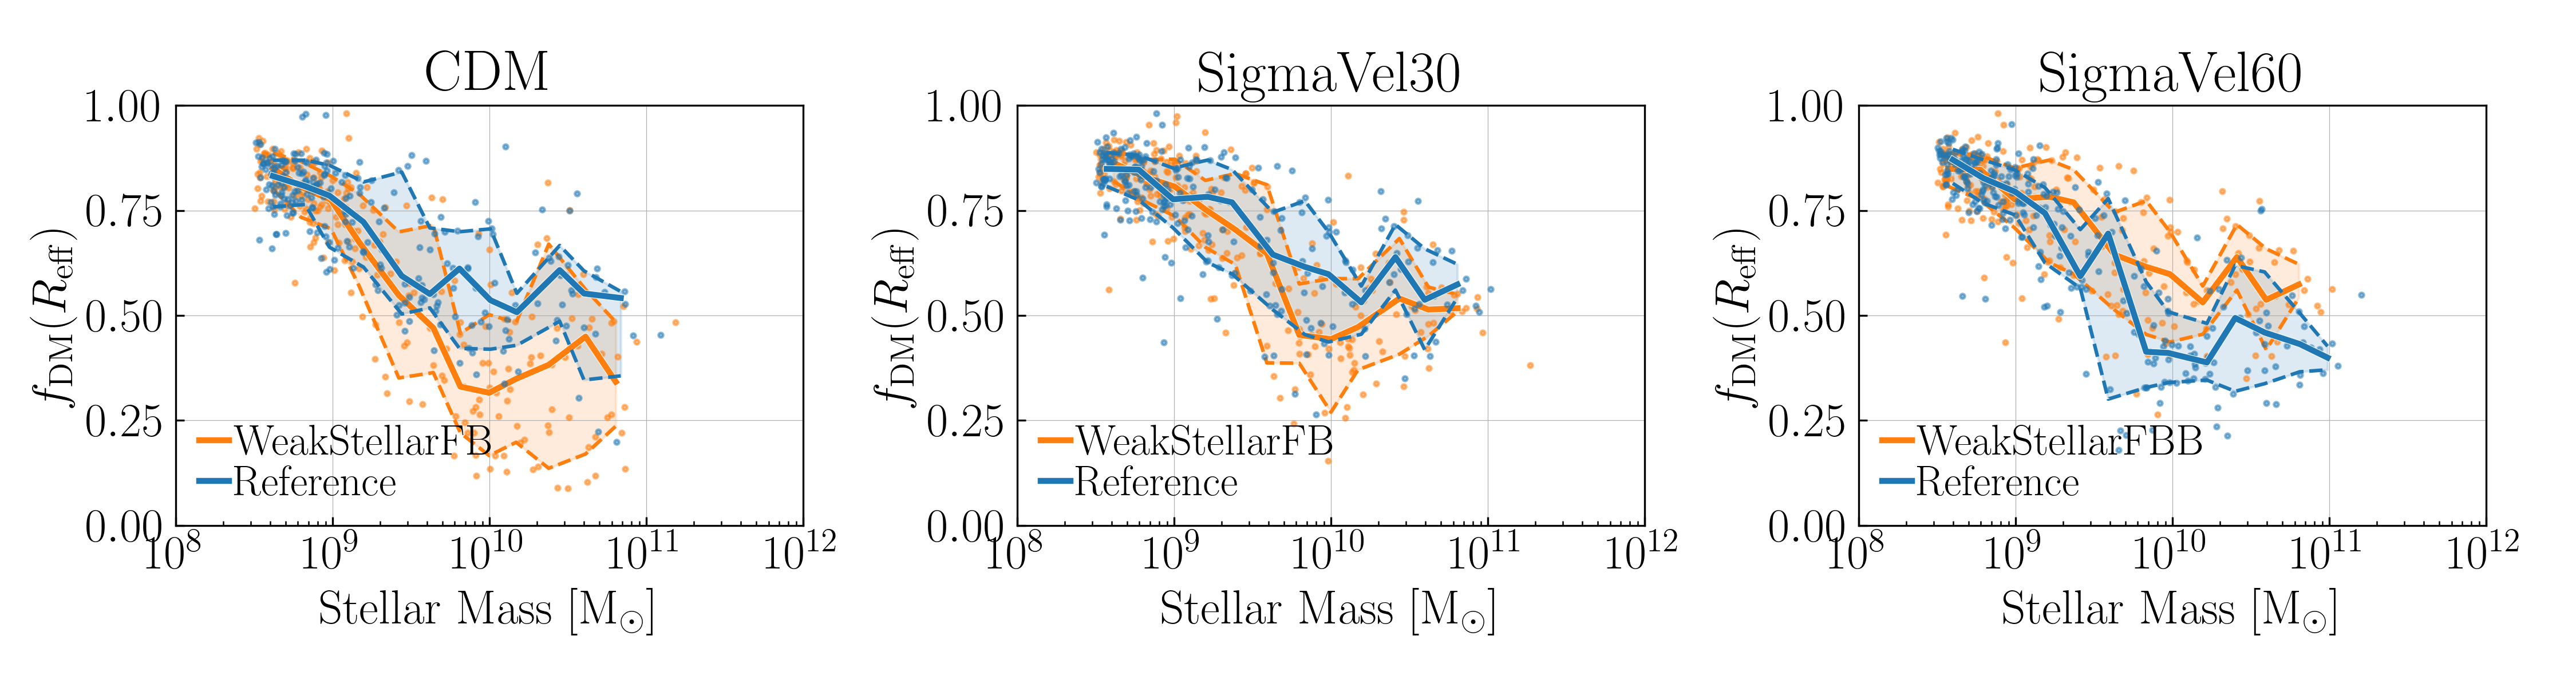 CDM
1.00
0.75
0.50
0.25
0.00
f_DM(R_eff)
WeakStellarFB
Reference
10^8
10^9
10^10
10^11
10^12
Stellar Mass [M_⊙]
SigmaVel30
1.00
0.75
0.50
0.25
0.00
f_DM(R_eff)
WeakStellarFB
Reference
10^8
10^9
10^10
10^11
10^12
Stellar Mass [M_⊙]
SigmaVel60
1.00
0.75
0.50
0.25
0.00
f_DM(R_eff)
WeakStellarFBB
Reference
10^8
10^9
10^10
10^11
10^12
Stellar Mass [M_⊙]